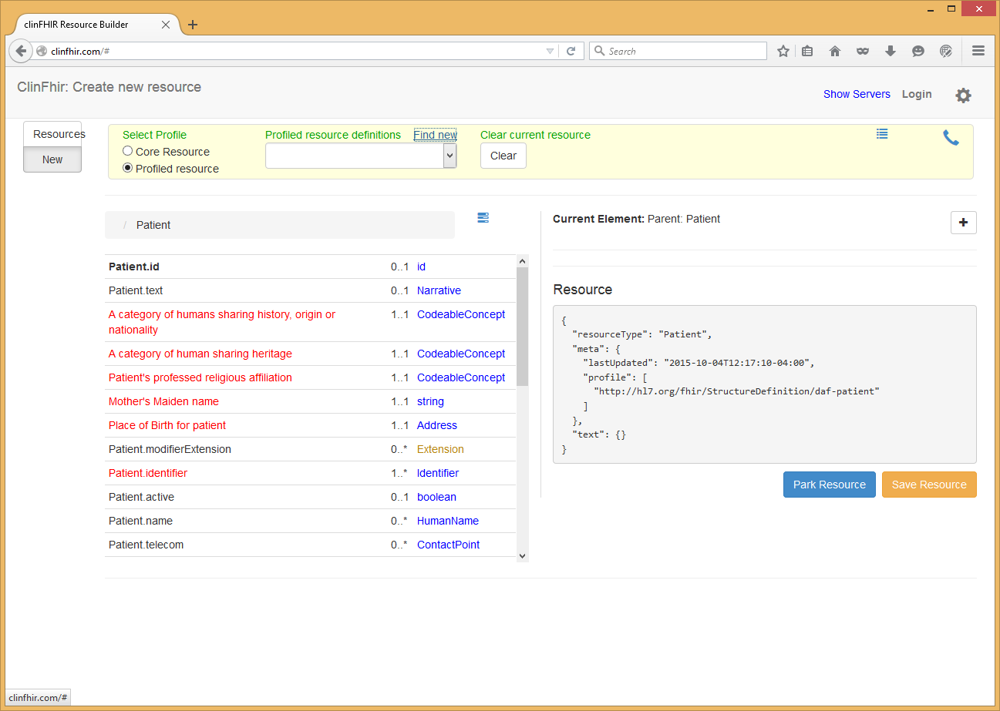 clinFHIR Resource Builder
clinfhir.com/#
Search
ClinFhir: Create new resource
Show Servers Login
Resources
New
Select Profile
Core Resource
Profiled resource
Profiled resource definitions Find new
Clear current resource
Clear
/ Patient
Patient.id 0..1 id
Patient.text 0..1 Narrative
A category of humans sharing history, origin or 1..1 CodeableConcept
nationality
A category of human sharing heritage 1..1 CodeableConcept
Patient's professed religious affiliation 1..1 CodeableConcept
Mother's Maiden name 1..1 string
Place of Birth for patient 1..1 Address
Patient.modifierExtension 0..* Extension
Patient.identifier 1..* Identifier
Patient.active 0..1 boolean
Patient.name 0..* HumanName
Patient.telecom 0..* ContactPoint
Current Element: Parent: Patient
Resource
{
"resourceType": "Patient",
"meta": {
"lastUpdated": "2015-10-04T12:17:10-04:00",
"profile": [
"http://hl7.org/fhir/StructureDefinition/daf-patient"
]
},
"text": {}
}
Park Resource Save Resource
clinfhir.com/#